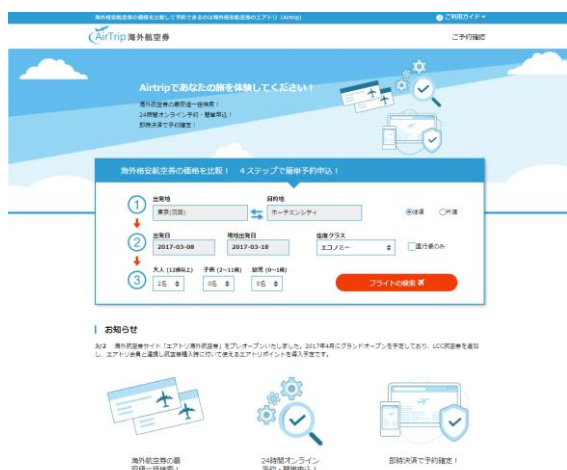 海外格安航空券の価格を比較して予約できるのは海外格安航空券のエアトリ (Airtrip)
ご利用ガイド
AirTrip 海外航空券
ご予約確認
Airtripであなたの旅を体験してください！
海外航空券の最安値一括検索！
24時間オンライン予約・簡単申込！
即時決済で予約確定！
海外格安航空券の価格を比較！ 4ステップで簡単予約申込！
1
出発地
目的地
東京(羽田)
ホーチミンシティ
往復
片道
2
出発日
現地出発日
座席クラス
2017-03-08
2017-03-18
エコノミー
直行便のみ
3
大人 (12歳以上)
子供 (2~11歳)
幼児 (0~1歳)
2名
0名
0名
フライトの検索
お知らせ
3/2 海外航空券サイト「エアトリ海外航空券」をプレオープンいたしました。2017年4月にグランドオープンを予定しており、LCC航空券を追加
し、エアトリ会員と連携し航空券購入時に付いて使えるエアトリポイントを導入予定です。
海外航空券の最
安値一括検索！
24時間オンライン
予約・簡単申込！
即時決済で予約確定！